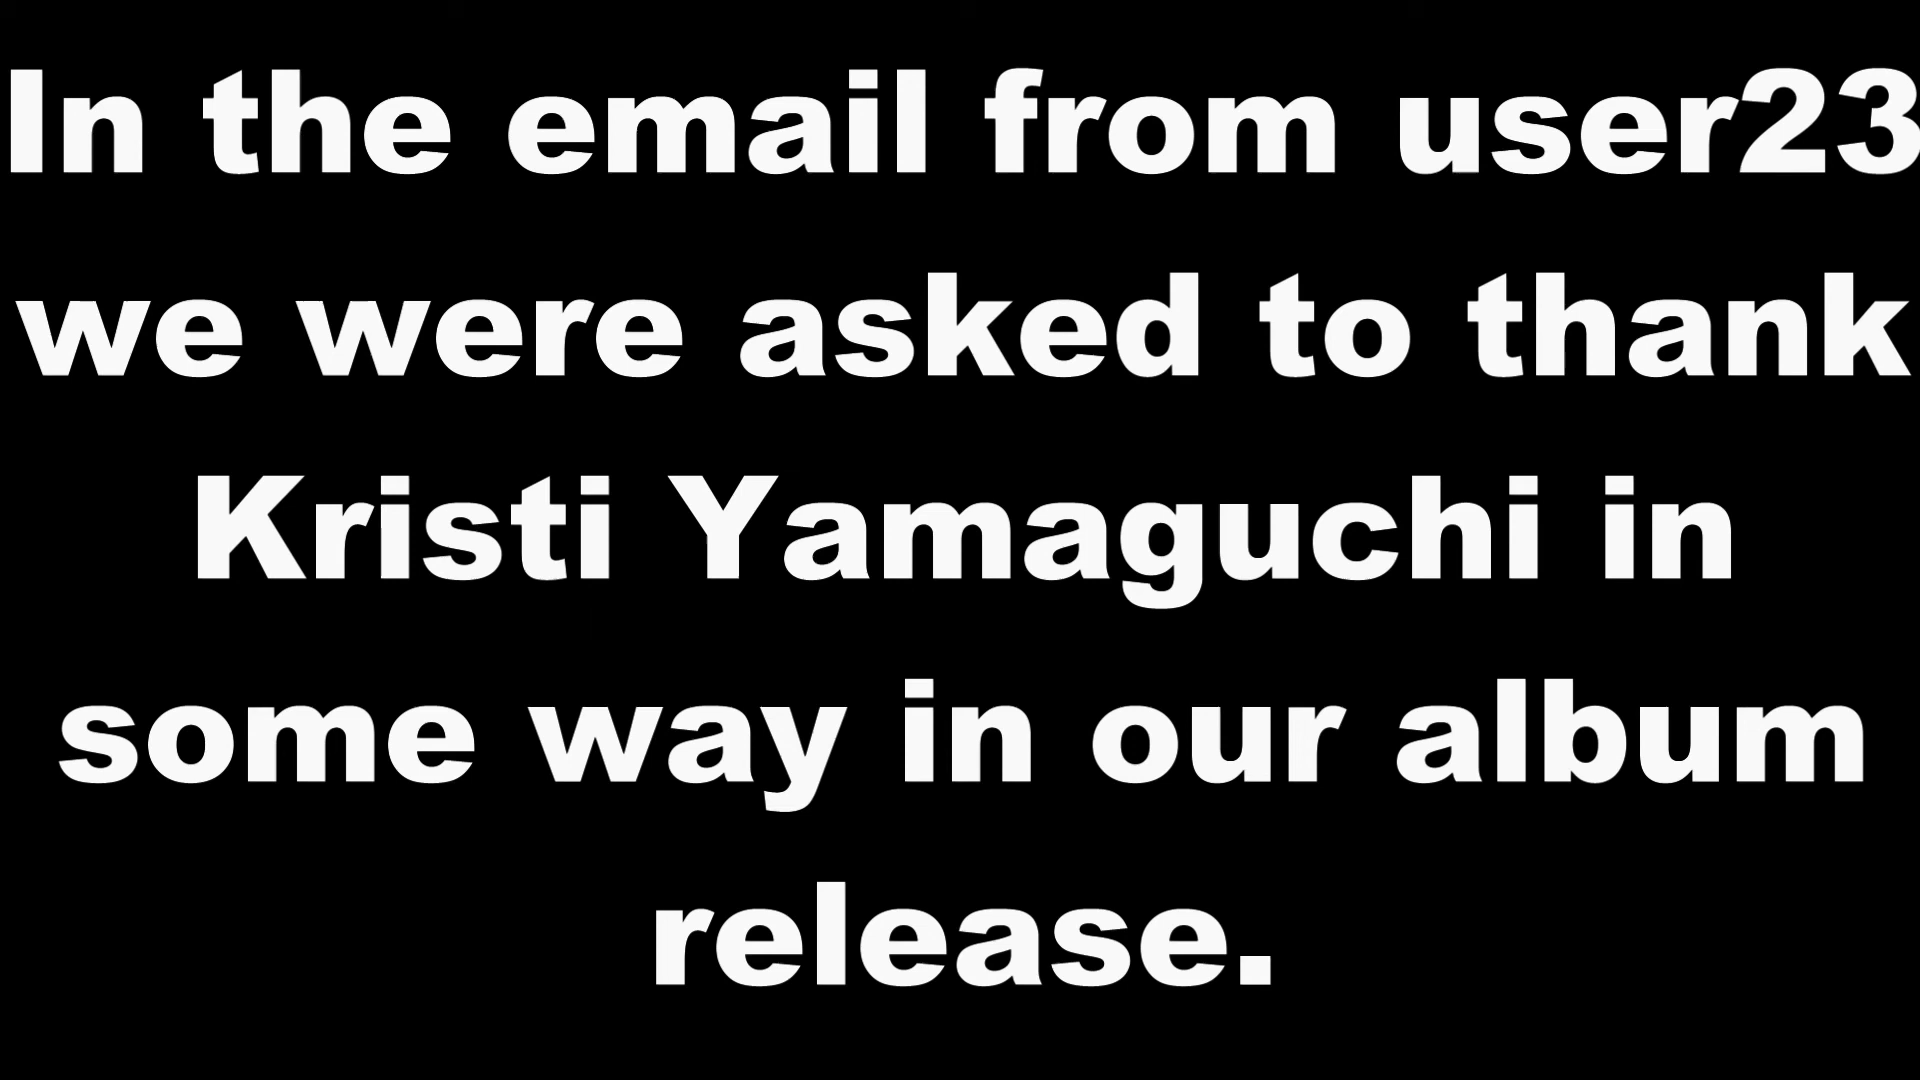 In the email from user23
we were asked to thank
Kristi Yamaguchi in
some way in our album
release.